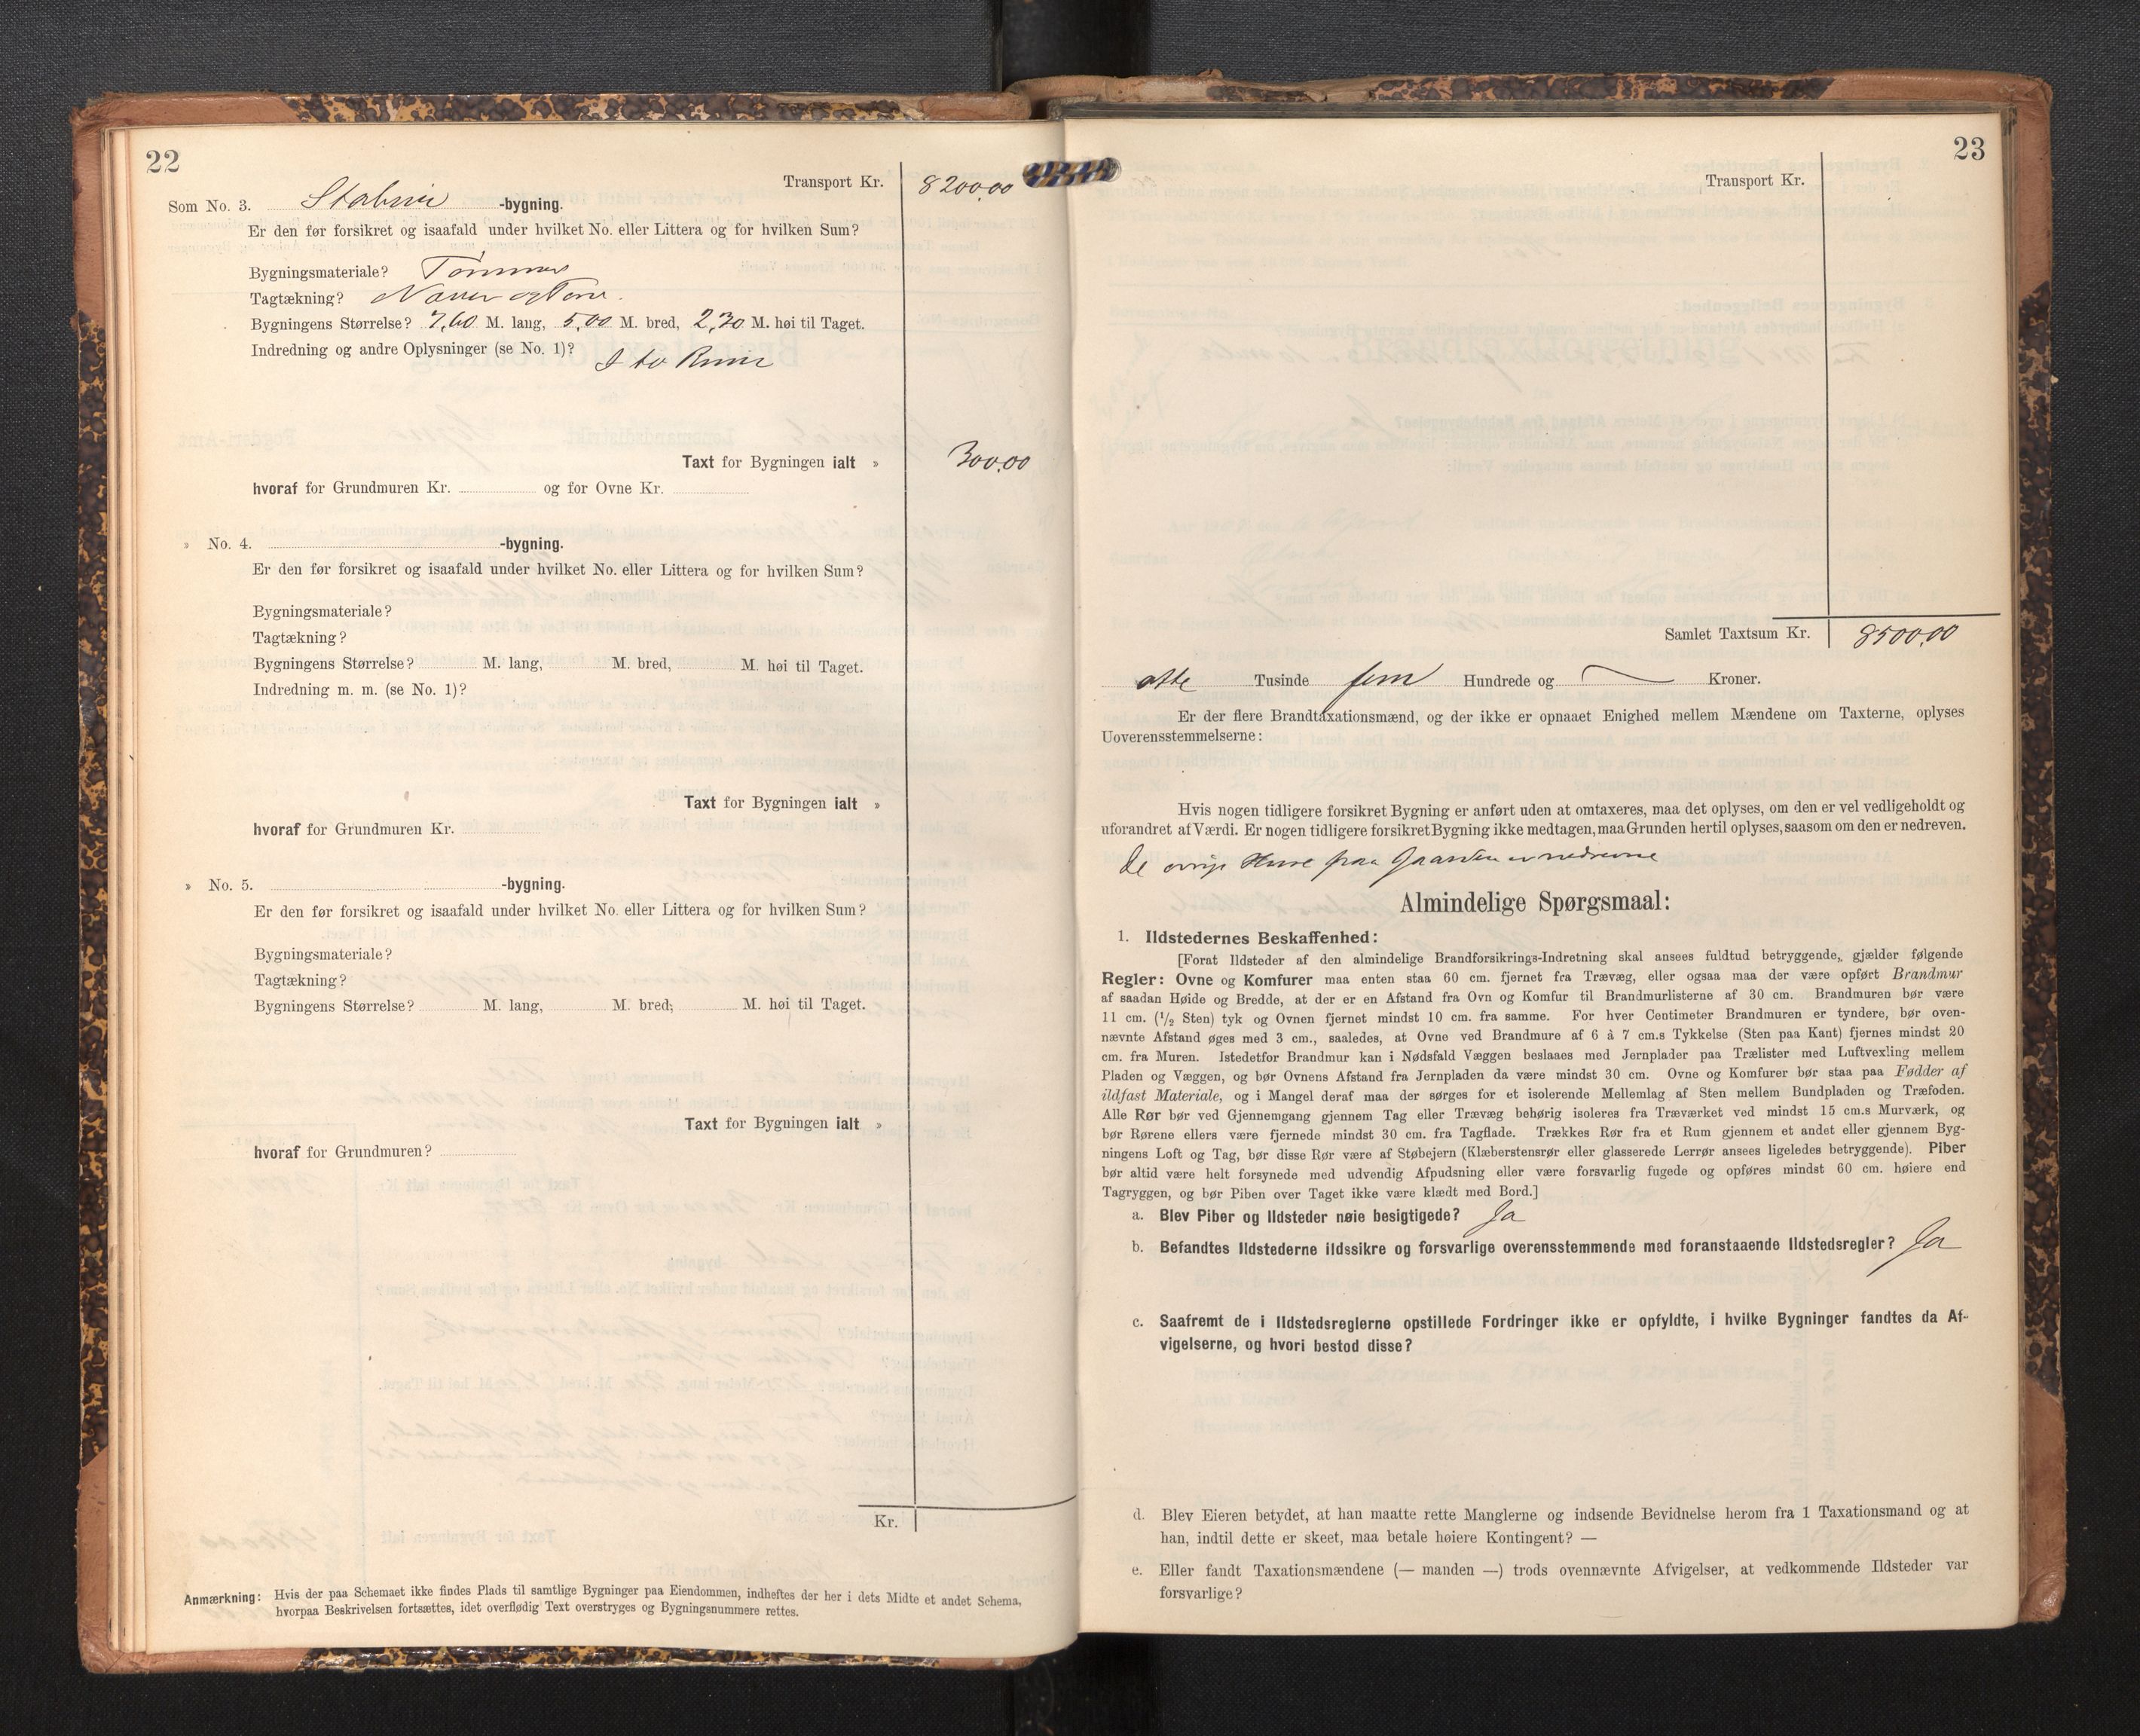 22
Transport Kr. 8200,00
Som No. 3. Stabur -bygning.
Er den før forsikret og isaafald under hvilket No. eller Littera og for hvilken Sum?
Bygningsmateriale? Tømmer
Tagtækning? Næver og Torv.
Bygningens Størrelse? 7,60 M. lang, 5,00 M. bred, 2,30 M. høi til Taget.
Indredning og andre Oplysninger (se No. 1)?
I to Rum
Taxt for Bygningen ialt » 300,00
hvoraf for Grundmuren Kr. og for Ovne Kr.
» No. 4. -bygning.
Er den før forsikret og isaafald under hvilket No. eller Littera og for hvilken Sum?
Bygningsmateriale?
Tagtækning?
Bygningens Størrelse? M. lang, M. bred, M. høi til Taget.
Indredning m. m. (se No. 1)?
Taxt for Bygningen ialt »
hvoraf for Grundmuren Kr.
» No. 5. -bygning.
Er den før forsikret og isaafald under hvilket No. eller Littera og for hvilken Sum?
Bygningsmateriale?
Tagtækning?
Bygningens Størrelse? M. lang, M. bred; M. høi til Taget.
Taxt for Bygningen ialt »
hvoraf for Grundmuren?
Kr.
Anmærkning: Hvis der paa Schemaet ikke findes Plads til samtlige Bygninger paa Eiendommen, indheftes der her i dets Midte et andet Schema,
hvorpaa Beskrivelsen fortsættes, idet overflødig Text overstryges og Bygningsnummere rettes.
23
Transport Kr.
Samlet Taxtsum Kr. 8500,00
otte Tusinde fem Hundrede og — Kroner.
Er der flere Brandtaxationsmænd, og der ikke er opnaaet Enighed mellem Mændene om Taxterne, oplyses
Uoverensstemmelserne:
Hvis nogen tidligere forsikret Bygning er anført uden at omtaxeres, maa det oplyses, om den er vel vedligeholdt og
uforandret af Værdi. Er nogen tidligere forsikret Bygning ikke medtagen, maa Grunden hertil oplyses, saasom om den er nedreven.
De øvrige Huse paa Gaarden er nedrevne
Almindelige Spørgsmaal:
1. Ildstedernes Beskaffenhed:
[Forat Ildsteder af den almindelige Brandforsikrings-Indretning skal ansees fuldtud betryggende, gjælder følgende
Regler: Ovne og Komfurer maa enten staa 60 cm. fjernet fra Trævæg, eller ogsaa maa der være opført Brandmur
af saadan Høide og Bredde, at der er en Afstand fra Ovn og Komfur til Brandmurlisterne af 30 cm. Brandmuren bør være
11 cm. (1/2 Sten) tyk og Ovnen fjernet mindst 10 cm. fra samme. For hver Centimeter Brandmuren er tyndere, bør oven-
nævnte Afstand øges med 3 cm., saaledes, at Ovne ved Brandmure af 6 à 7 cm.s Tykkelse (Sten paa Kant) fjernes mindst 20
cm. fra Muren. Istedetfor Brandmur kan i Nødsfald Væggen beslaaes med Jernplader paa Trælister med Luftvexling mellem
Pladen og Væggen, og bør Ovnens Afstand fra Jernpladen da være mindst 30 cm. Ovne og Komfurer bør staa paa Fødder af
ildfast Materiale, og i Mangel deraf maa der sørges for et isolerende Mellemlag af Sten mellem Bundpladen og Træfoden.
Alle Rør bør ved Gjennemgang gjennem Tag eller Trævæg behørig isoleres fra Træværket ved mindst 15 cm.s Murværk, og
bør Rørene ellers være fjernede mindst 30 cm. fra Tagflade. Trækkes Rør fra et Rum gjennem et andet eller gjennem Byg-
ningens Loft og Tag, bør disse Rør være af Støbejern (Klæberstensrør eller glasserede Lerrør ansees ligeledes betryggende). Piber
bør altid være helt forsynede med udvendig Afpudsning eller være forsvarlig fugede og opføres mindst 60 cm. høiere end
Tagryggen, og bør Piben over Taget ikke være klædt med Bord.]
a. Blev Piber og Ildsteder nøie besigtigede? Ja
b. Befandtes Ildstederne ildssikre og forsvarlige overensstemmende med foranstaaende Ildstedsregler? Ja
c. Saafremt de i Ildstedsreglerne opstillede Fordringer ikke er opfyldte, i hvilke Bygninger fandtes da Af-
vigelserne, og hvori bestod disse?
d. Blev Eieren betydet, at han maatte rette Manglerne og indsende Bevidnelse herom fra 1 Taxationsmand og at
han, indtil dette er skeet, maa betale høiere Kontingent? —
e. Eller fandt Taxationsmændene (— manden —) trods ovennævnte Afvigelser, at vedkommende Ildsteder var
forsvarlige?